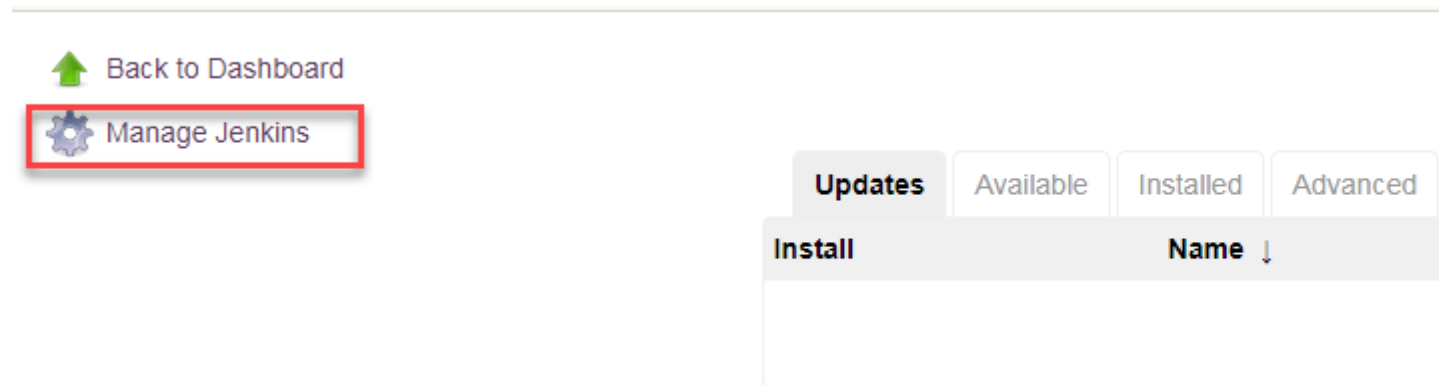 Back to Dashboard
Manage Jenkins
Updates Available Installed Advanced
Install Name ↓